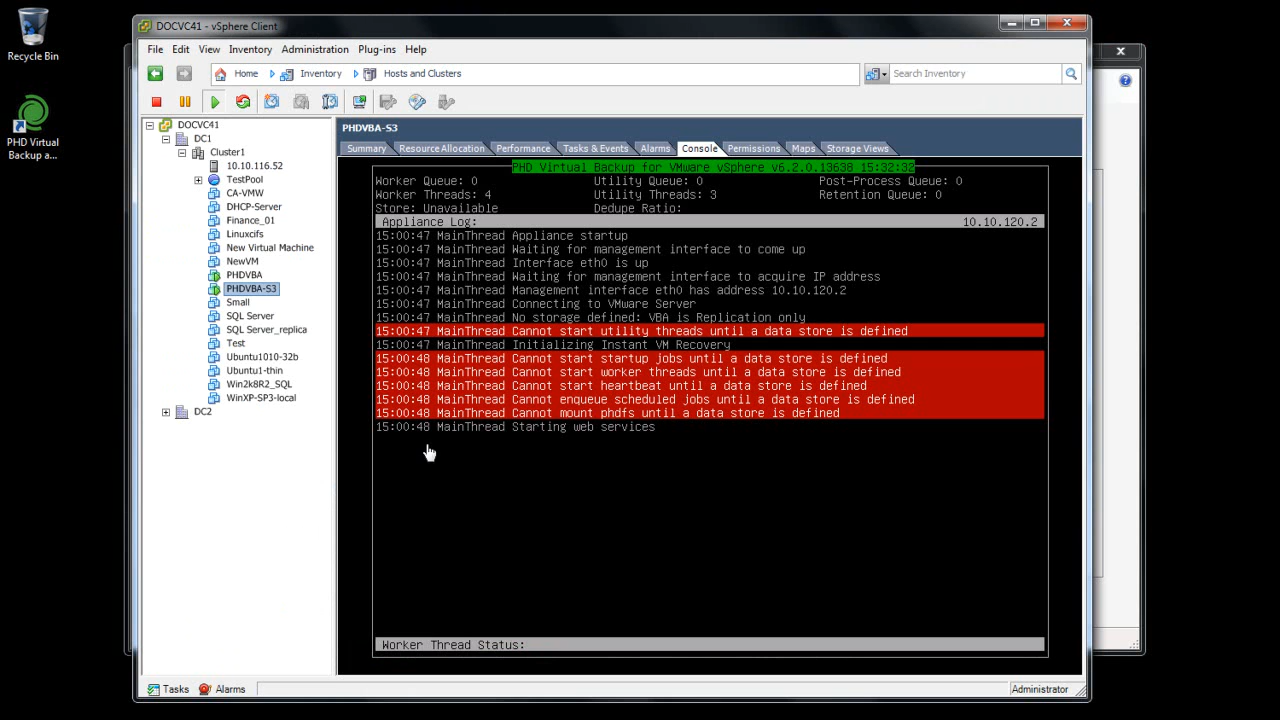 Recycle Bin
PHD Virtual
Backup a...
DOCVC41 - vSphere Client
File Edit View Inventory Administration Plug-ins Help
Home Inventory Hosts and Clusters
Search Inventory
DOCVC41
DC1
Cluster1
10.10.116.52
TestPool
CA-VMW
DHCP-Server
Finance_01
Linuxcifs
New Virtual Machine
NewVM
PHDVBA
PHDVBA-S3
Small
SQL Server
SQL Server_replica
Test
Ubuntu1010-32b
Ubuntu1-thin
Win2k8R2_SQL
WinXP-SP3-local
DC2
PHDVBA-S3
Summary Resource Allocation Performance Tasks & Events Alarms Console Permissions Maps Storage Views
PHD Virtual Backup for VMware vSphere v6.2.0.13638 15:32:32
Worker Queue: 0 Utility Queue: 0 Post-Process Queue: 0
Worker Threads: 4 Utility Threads: 3 Retention Queue: 0
Store: Unavailable Dedupe Ratio:
Appliance Log: 10.10.120.2
15:00:47 MainThread Appliance startup
15:00:47 MainThread Waiting for management interface to come up
15:00:47 MainThread Interface eth0 is up
15:00:47 MainThread Waiting for management interface to acquire IP address
15:00:47 MainThread Management interface eth0 has address 10.10.120.2
15:00:47 MainThread Connecting to VMware Server
15:00:47 MainThread No storage defined: VBA is Replication only
15:00:47 MainThread Cannot start utility threads until a data store is defined
15:00:47 MainThread Initializing Instant VM Recovery
15:00:48 MainThread Cannot start startup jobs until a data store is defined
15:00:48 MainThread Cannot start worker threads until a data store is defined
15:00:48 MainThread Cannot start heartbeat until a data store is defined
15:00:48 MainThread Cannot enqueue scheduled jobs until a data store is defined
15:00:48 MainThread Cannot mount phdfs until a data store is defined
15:00:48 MainThread Starting web services
Worker Thread Status:
Tasks Alarms Administrator